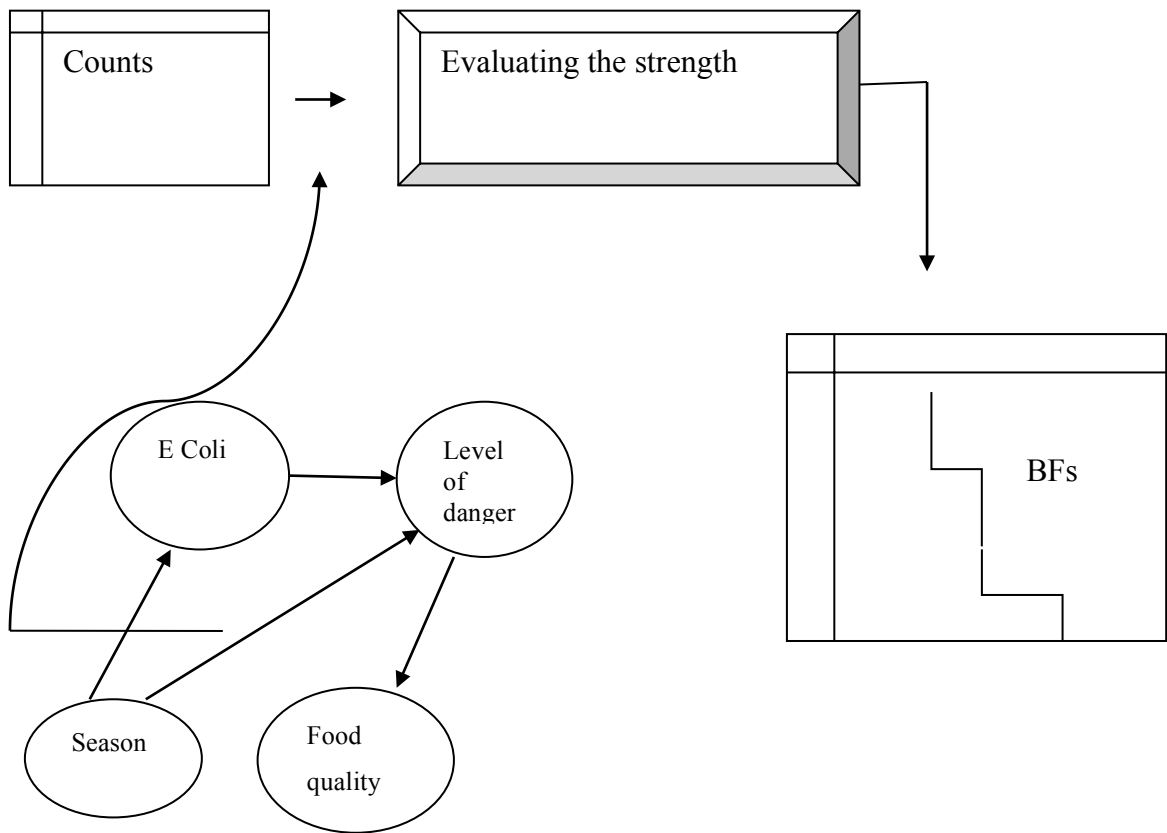 Counts
Evaluating the strength
E Coli
Level
of
danger
BFs
Season
Food
quality